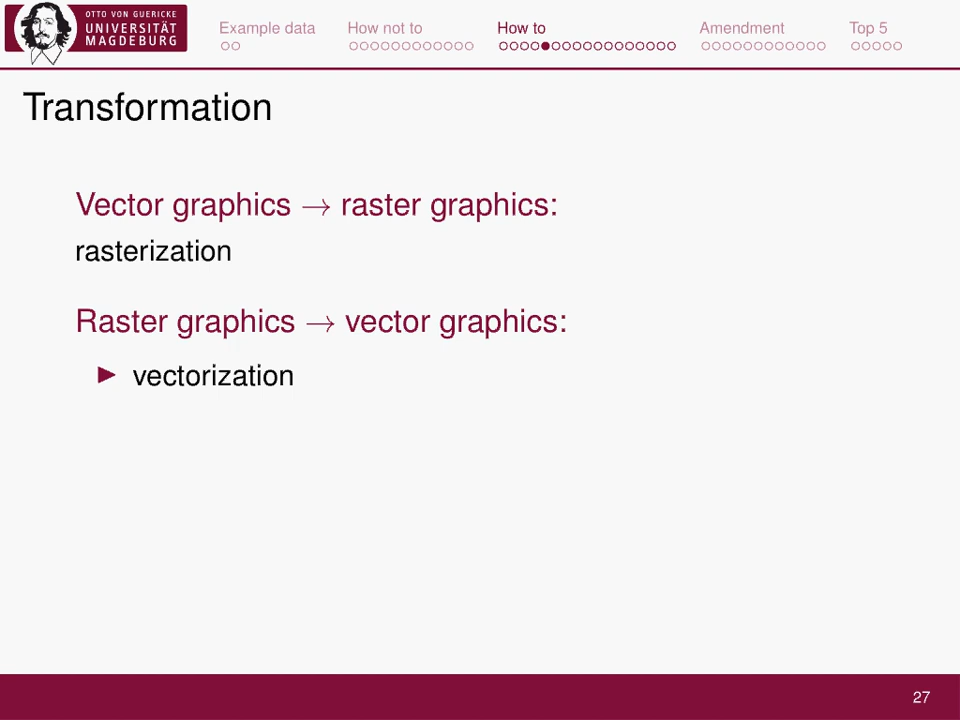 OTTO VON GUERICKE
UNIVERSITÄT
MAGDEBURG
Example data
How not to
How to
Amendment
Top 5
Transformation
Vector graphics → raster graphics:
rasterization
Raster graphics → vector graphics:
vectorization
27